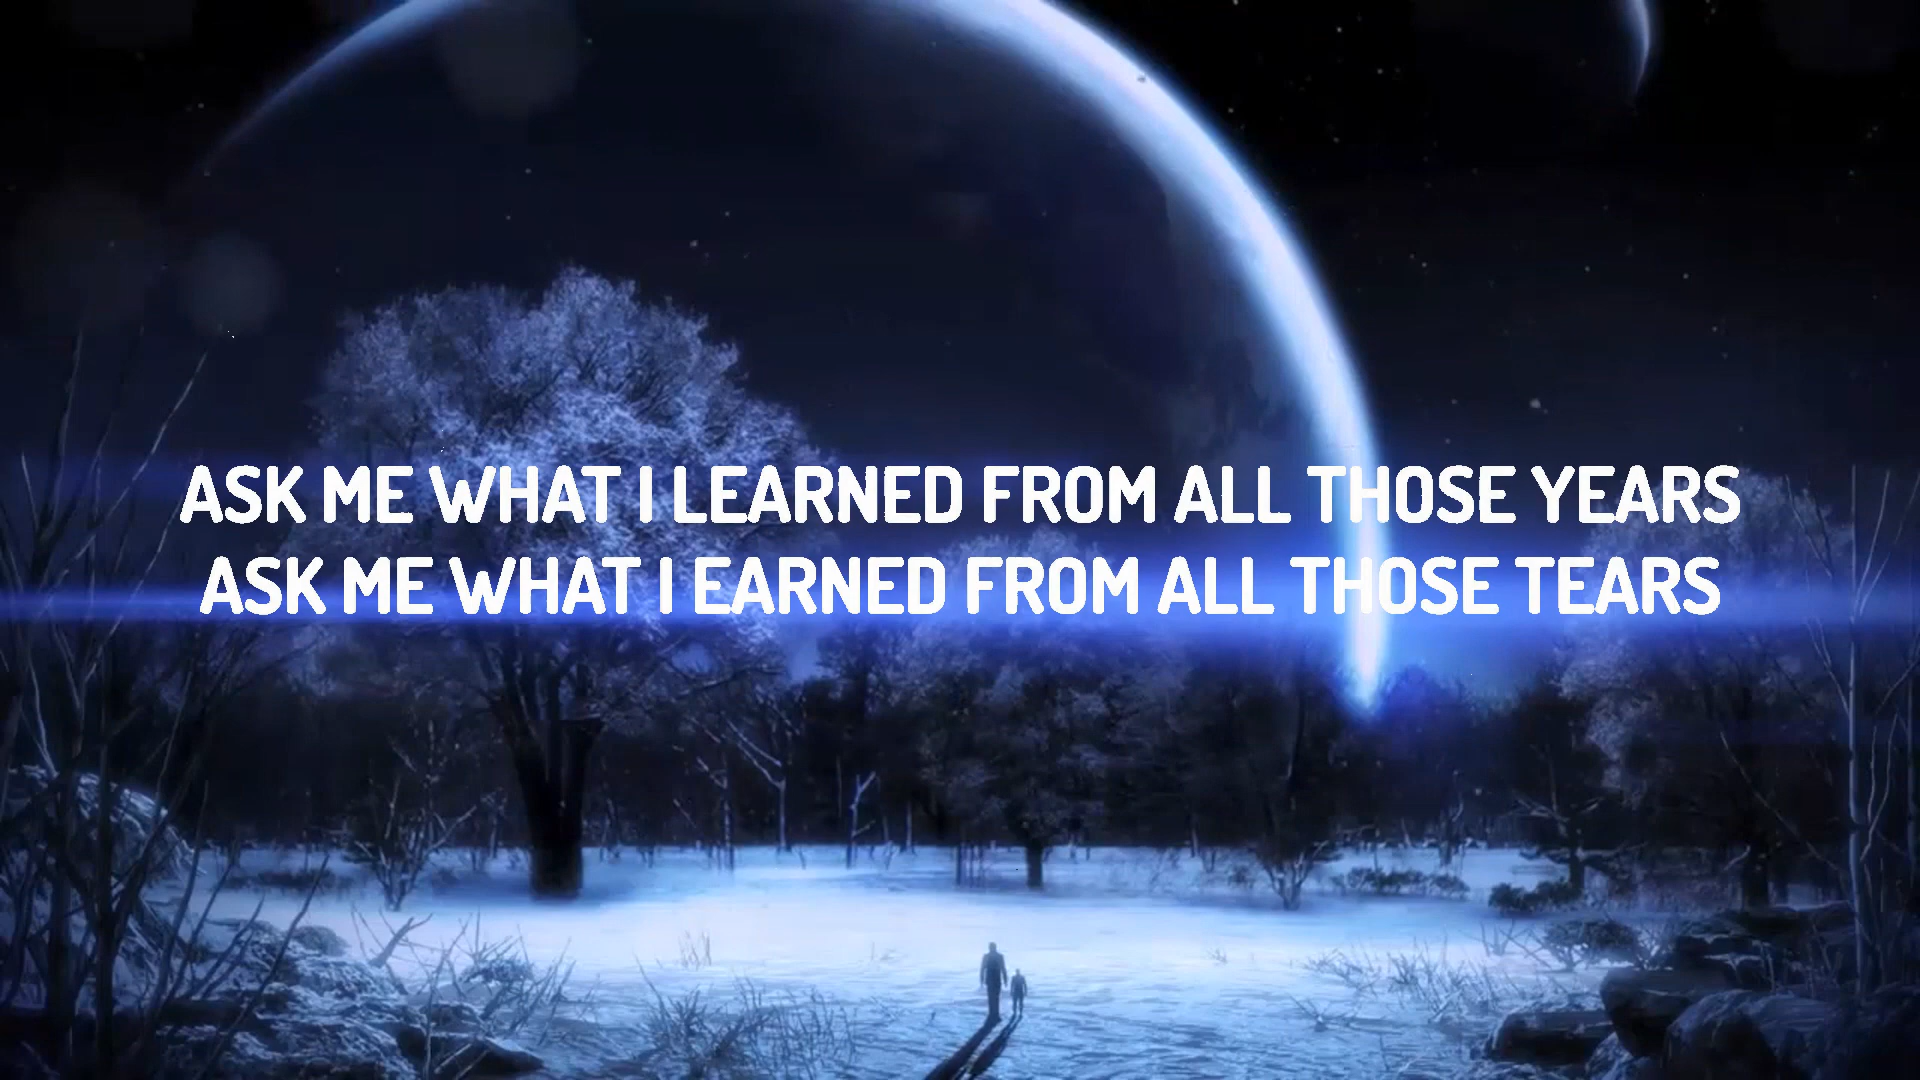 ASK ME WHAT I LEARNED FROM ALL THOSE YEARS
ASK ME WHAT I EARNED FROM ALL THOSE TEARS